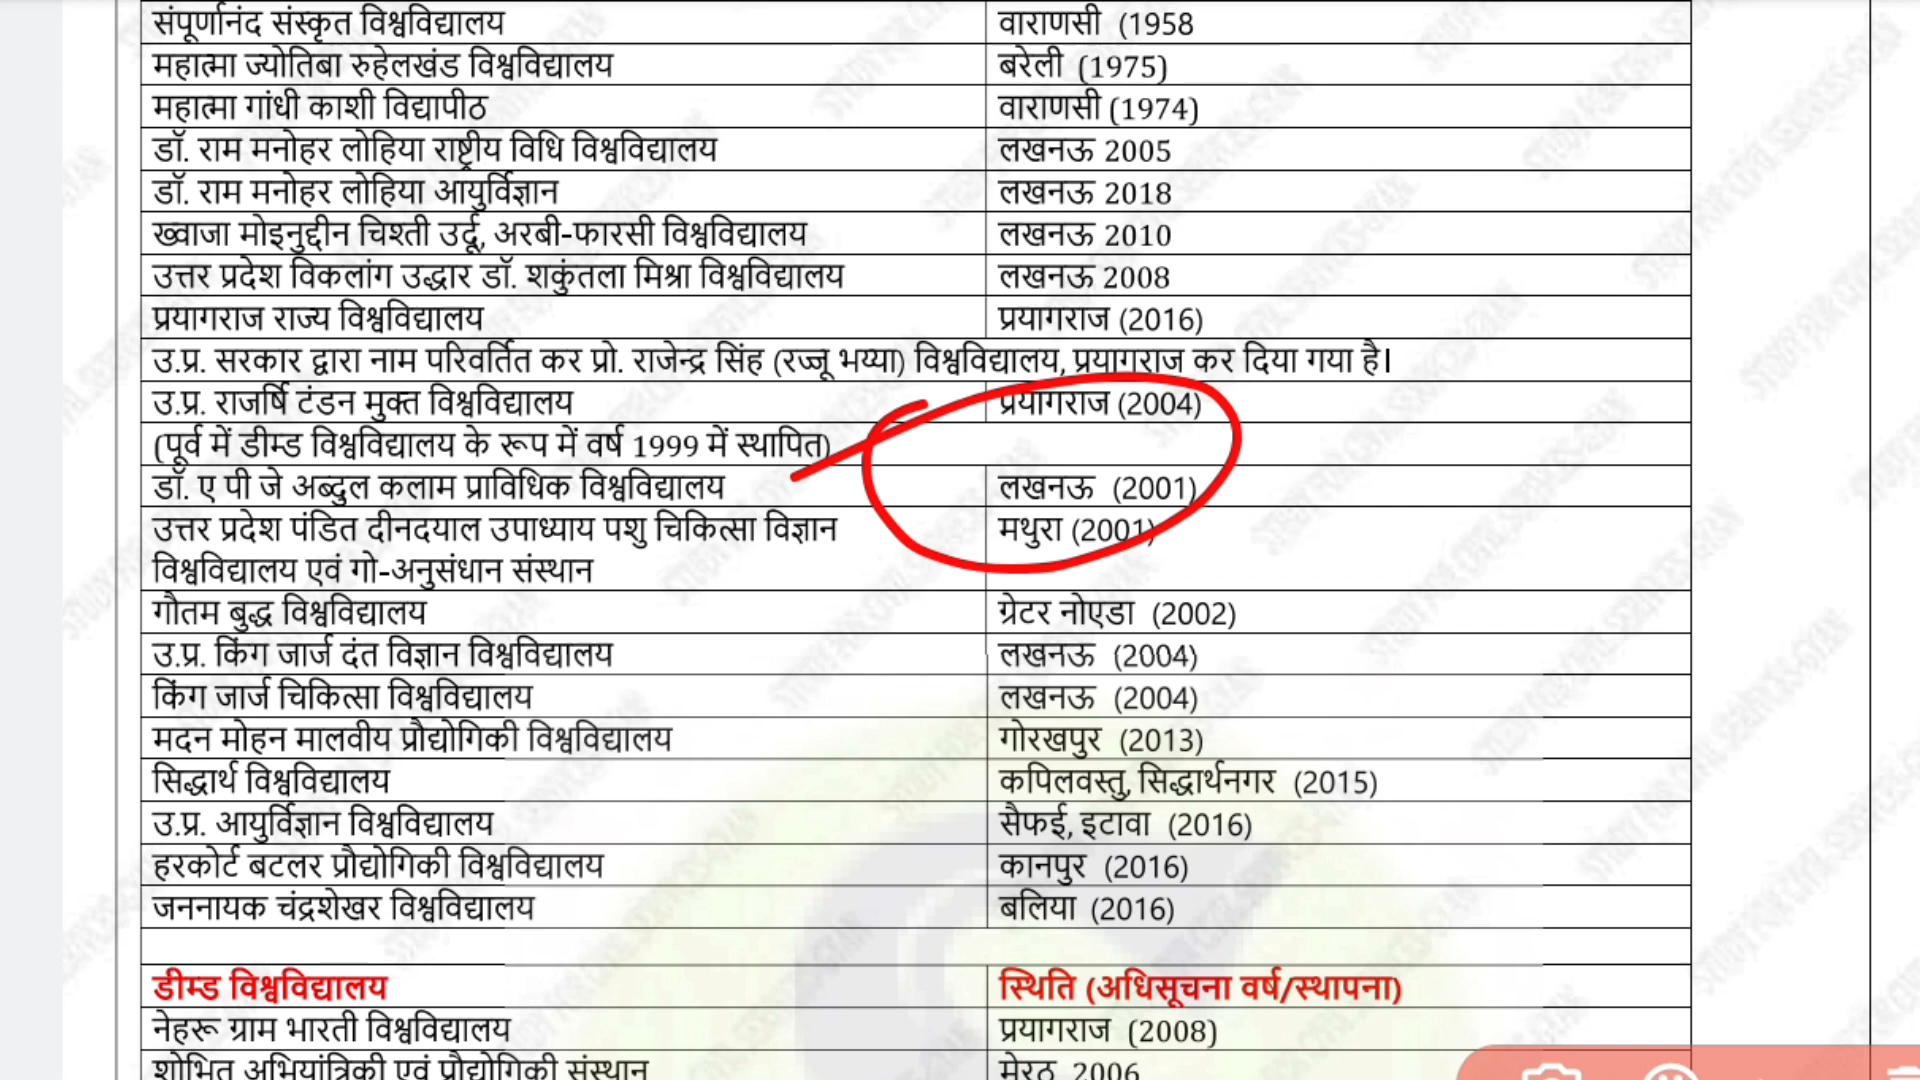 संपूर्णानंद संस्कृत विश्वविद्यालय वाराणसी (1958
महात्मा ज्योतिबा रुहेलखंड विश्वविद्यालय बरेली (1975)
महात्मा गांधी काशी विद्यापीठ वाराणसी (1974)
डॉ. राम मनोहर लोहिया राष्ट्रीय विधि विश्वविद्यालय लखनऊ 2005
डॉ. राम मनोहर लोहिया आयुर्विज्ञान लखनऊ 2018
ख्वाजा मोइनुद्दीन चिश्ती उर्दू, अरबी-फारसी विश्वविद्यालय लखनऊ 2010
उत्तर प्रदेश विकलांग उद्धार डॉ. शकुंतला मिश्रा विश्वविद्यालय लखनऊ 2008
प्रयागराज राज्य विश्वविद्यालय प्रयागराज (2016)
उ.प्र. सरकार द्वारा नाम परिवर्तित कर प्रो. राजेन्द्र सिंह (रज्जू भय्या) विश्वविद्यालय, प्रयागराज कर दिया गया है।
उ.प्र. राजर्षि टंडन मुक्त विश्वविद्यालय प्रयागराज (2004)
(पूर्व में डीम्ड विश्वविद्यालय के रूप में वर्ष 1999 में स्थापित)
डॉ. ए पी जे अब्दुल कलाम प्राविधिक विश्वविद्यालय लखनऊ (2001)
उत्तर प्रदेश पंडित दीनदयाल उपाध्याय पशु चिकित्सा विज्ञान मथुरा (2001)
विश्वविद्यालय एवं गो-अनुसंधान संस्थान
गौतम बुद्ध विश्वविद्यालय ग्रेटर नोएडा (2002)
उ.प्र. किंग जार्ज दंत विज्ञान विश्वविद्यालय लखनऊ (2004)
किंग जार्ज चिकित्सा विश्वविद्यालय लखनऊ (2004)
मदन मोहन मालवीय प्रौद्योगिकी विश्वविद्यालय गोरखपुर (2013)
सिद्धार्थ विश्वविद्यालय कपिलवस्तु, सिद्धार्थनगर (2015)
उ.प्र. आयुर्विज्ञान विश्वविद्यालय सैफई, इटावा (2016)
हरकोर्ट बटलर प्रौद्योगिकी विश्वविद्यालय कानपुर (2016)
जननायक चंद्रशेखर विश्वविद्यालय बलिया (2016)
डीम्ड विश्वविद्यालय स्थिति (अधिसूचना वर्ष/स्थापना)
नेहरू ग्राम भारती विश्वविद्यालय प्रयागराज (2008)
शोभित अभियांत्रिकी एवं प्रौद्योगिकी संस्थान मेरठ 2006